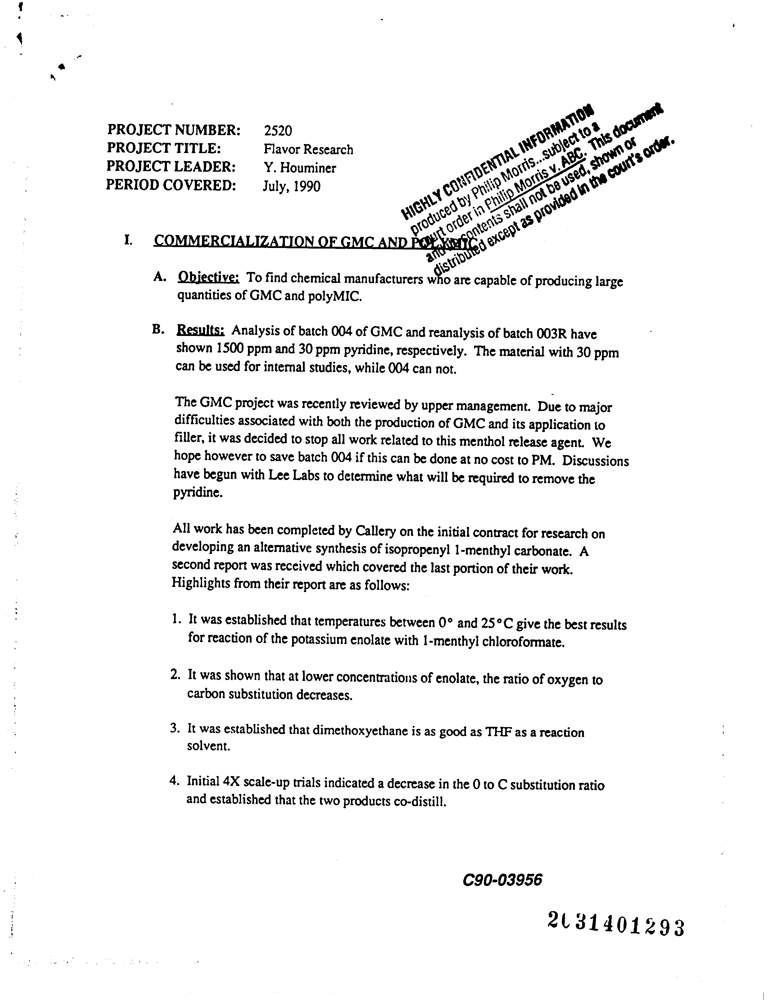 PROJECT NUMBER: 2520
PROJECT TITLE: Flavor Research
PROJECT LEADER: Y. Houminer
PERIOD COVERED: July, 1990
HIGHLY CONFIDENTIAL INFORMATION
produced by Philip Morris...subject to a
court order in Philip Morris v. ABC. This document
and its contents shall not be used, shown or
distributed except as provided in the court's order.
I. COMMERCIALIZATION OF GMC AND POLYMIC
A. Objective: To find chemical manufacturers who are capable of producing large
quantities of GMC and polyMIC.
B. Results: Analysis of batch 004 of GMC and reanalysis of batch 003R have
shown 1500 ppm and 30 ppm pyridine, respectively. The material with 30 ppm
can be used for internal studies, while 004 can not.
The GMC project was recently reviewed by upper management. Due to major
difficulties associated with both the production of GMC and its application to
filler, it was decided to stop all work related to this menthol release agent. We
hope however to save batch 004 if this can be done at no cost to PM. Discussions
have begun with Lee Labs to determine what will be required to remove the
pyridine.
All work has been completed by Callery on the initial contract for research on
developing an alternative synthesis of isopropenyl 1-menthyl carbonate. A
second report was received which covered the last portion of their work.
Highlights from their report are as follows:
1. It was established that temperatures between 0° and 25°C give the best results
for reaction of the potassium enolate with 1-menthyl chloroformate.
2. It was shown that at lower concentrations of enolate, the ratio of oxygen to
carbon substitution decreases.
3. It was established that dimethoxyethane is as good as THF as a reaction
solvent.
4. Initial 4X scale-up trials indicated a decrease in the 0 to C substitution ratio
and established that the two products co-distill.
C90-03956
2031401293